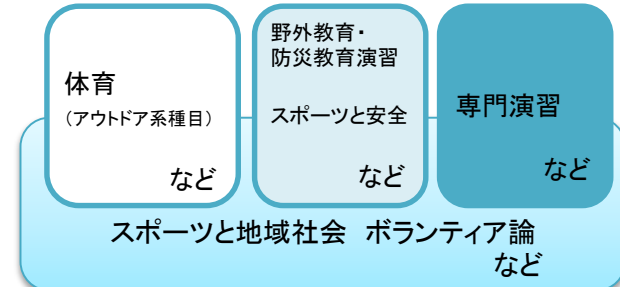 体育
（アウトドア系種目）
など
野外教育・
防災教育演習
スポーツと安全
など
専門演習
など
スポーツと地域社会　ボランティア論
など